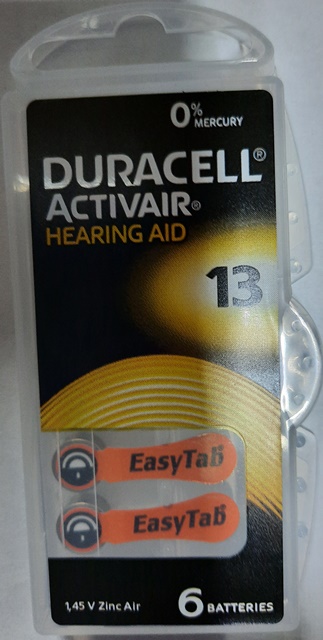 0%
MERCURY
DURACELL®
ACTIVAIR®
HEARING AID
13
EasyTab
EasyTab
1,45 V Zinc Air
6 BATTERIES